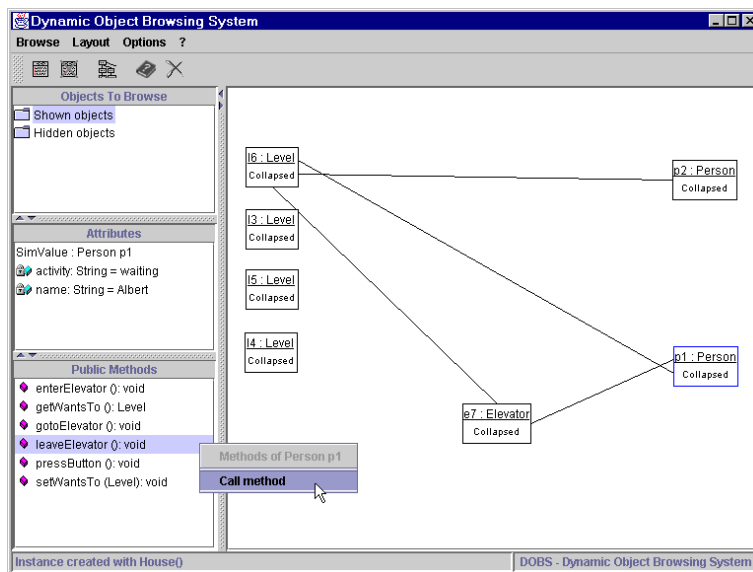 Dynamic Object Browsing System
Browse Layout Options ?
Objects To Browse
Shown objects
Hidden objects
Attributes
SimValue : Person p1
activity: String = waiting
name: String = Albert
Public Methods
enterElevator (): void
getWantsTo (): Level
gotoElevator (): void
leaveElevator (): void
pressButton (): void
setWantsTo (Level): void
Methods of Person p1
Call method
l6 : Level
Collapsed
l3 : Level
Collapsed
l5 : Level
Collapsed
l4 : Level
Collapsed
p2 : Person
Collapsed
p1 : Person
Collapsed
e7 : Elevator
Collapsed
Instance created with House()
DOBS - Dynamic Object Browsing System